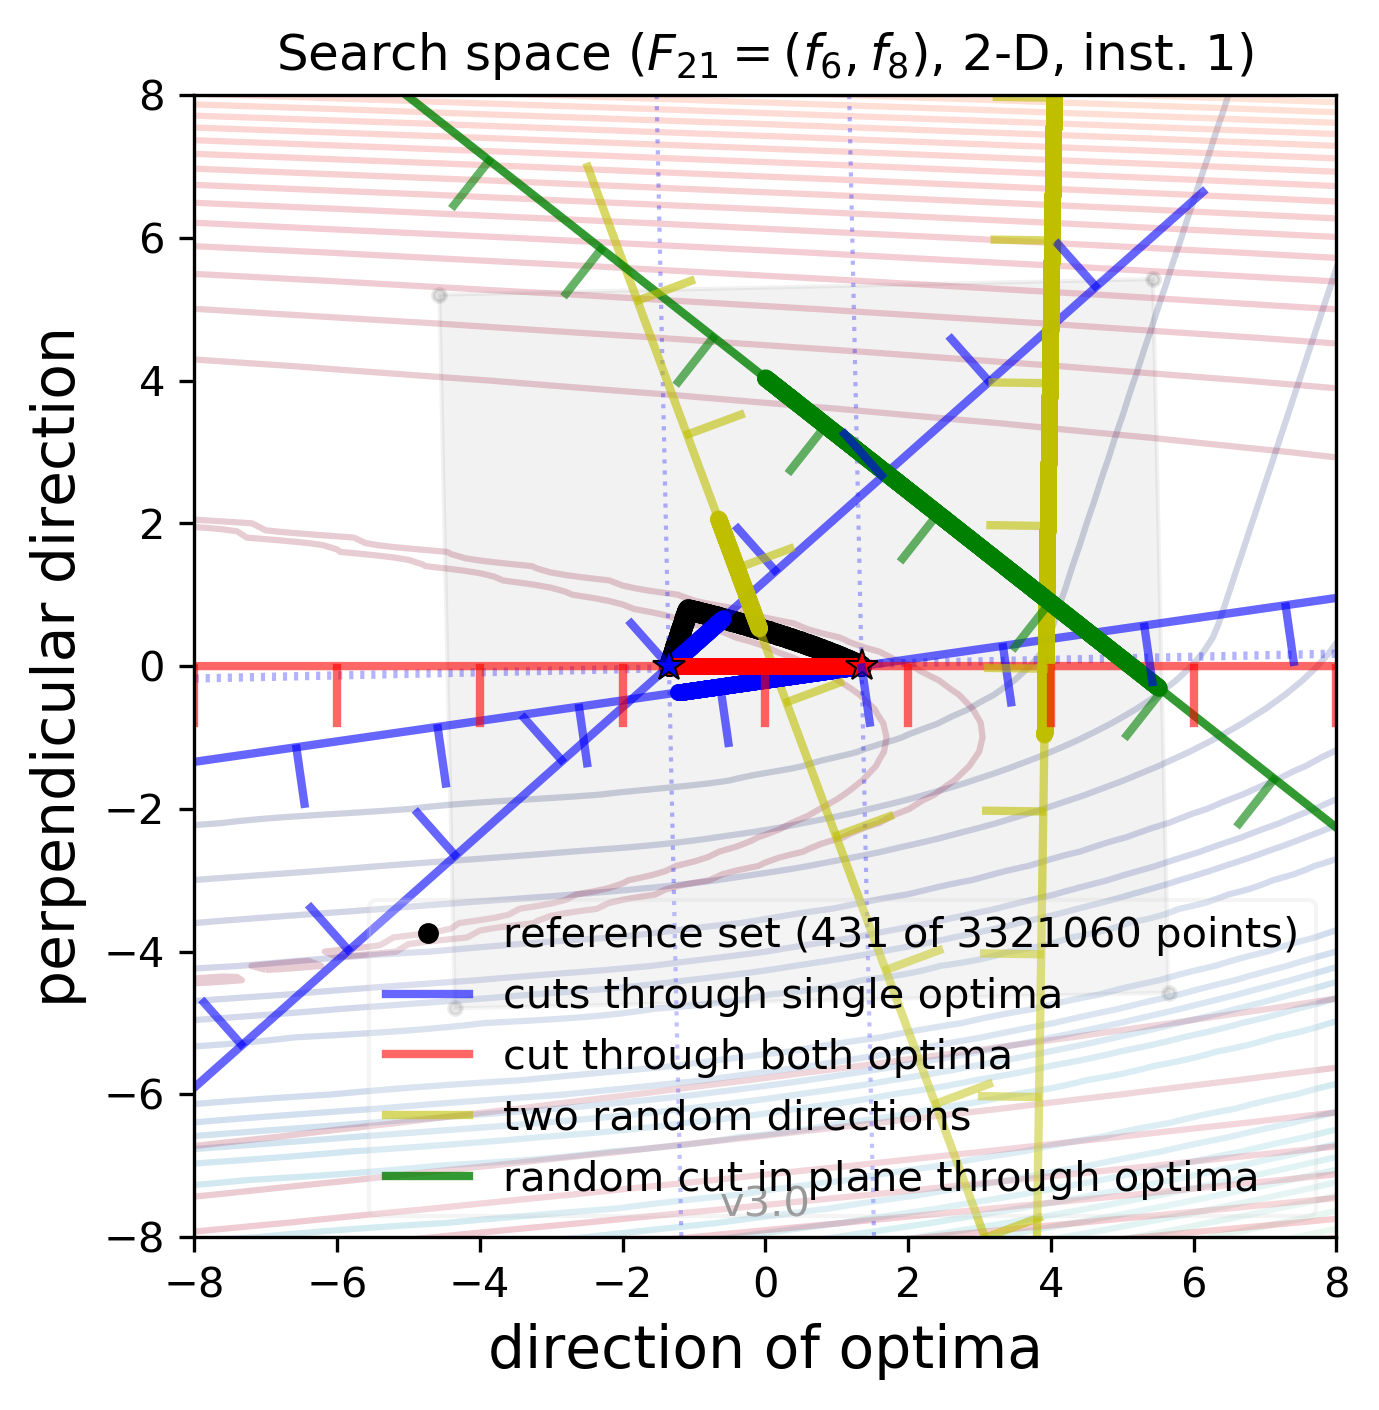 Search space (F₂₁ = (f₆, f₈), 2-D, inst. 1)
8
6
4
2
0
−2
−4
−6
−8
perpendicular direction
reference set (431 of 3321060 points)
cuts through single optima
cut through both optima
two random directions
random cut in plane through optima
v3.0
−8 −6 −4 −2 0 2 4 6 8
direction of optima